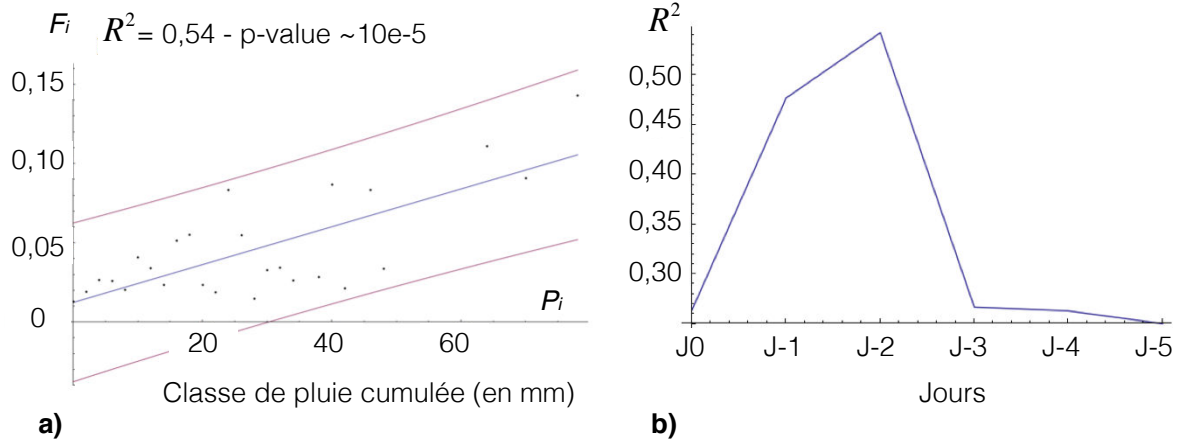 Fi R² = 0,54 - p-value ~10e-5
0,15
0,10
0,05
0
Pi
20 40 60
Classe de pluie cumulée (en mm)
a)
R²
0,50
0,45
0,40
0,35
0,30
J0 J-1 J-2 J-3 J-4 J-5
Jours
b)